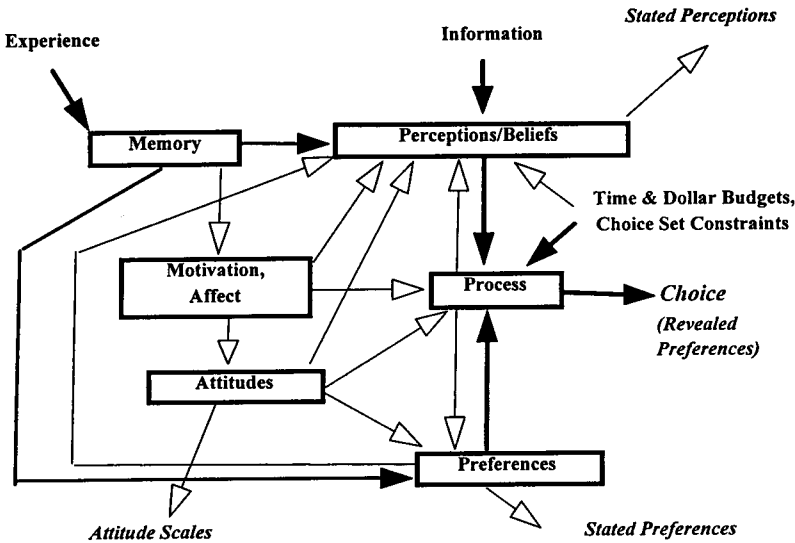 Stated Perceptions
Experience
Information
Memory
Perceptions/Beliefs
Time & Dollar Budgets,
Choice Set Constraints
Motivation,
Affect
Process
Choice
(Revealed
Preferences)
Attitudes
Preferences
Attitude Scales
Stated Preferences